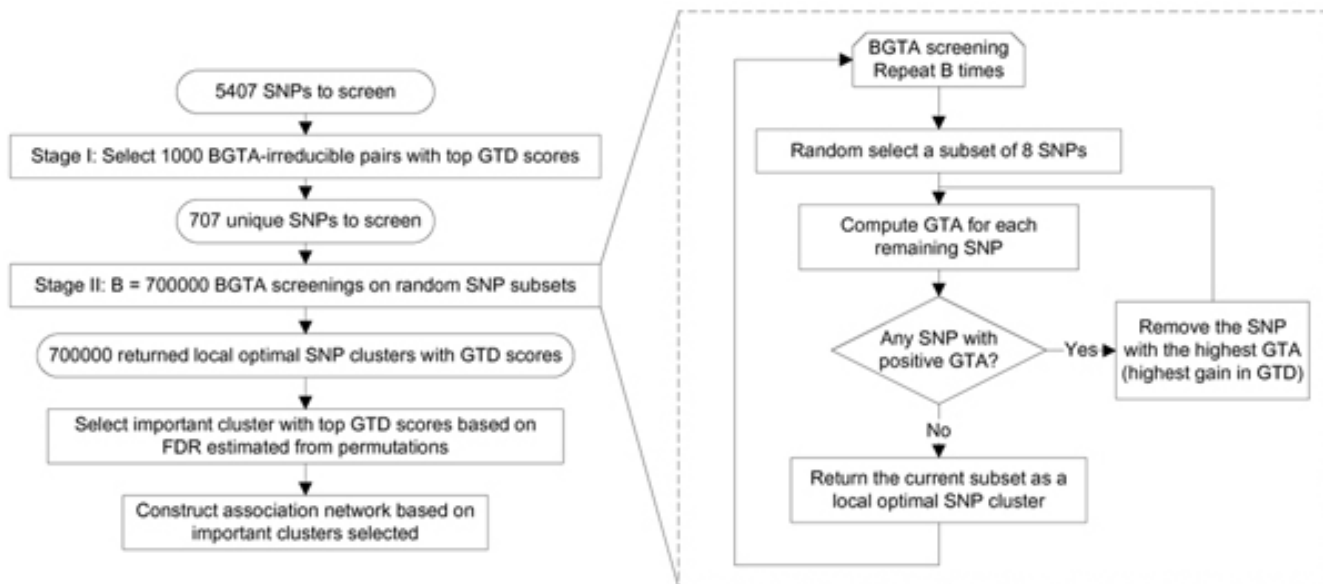 5407 SNPs to screen
Stage I: Select 1000 BGTA-irreducible pairs with top GTD scores
707 unique SNPs to screen
Stage II: B = 700000 BGTA screenings on random SNP subsets
700000 returned local optimal SNP clusters with GTD scores
Select important cluster with top GTD scores based on
FDR estimated from permutations
Construct association network based on
important clusters selected
BGTA screening
Repeat B times
Random select a subset of 8 SNPs
Compute GTA for each
remaining SNP
Any SNP with
positive GTA?
Yes
Remove the SNP
with the highest GTA
(highest gain in GTD)
No
Return the current subset as a
local optimal SNP cluster